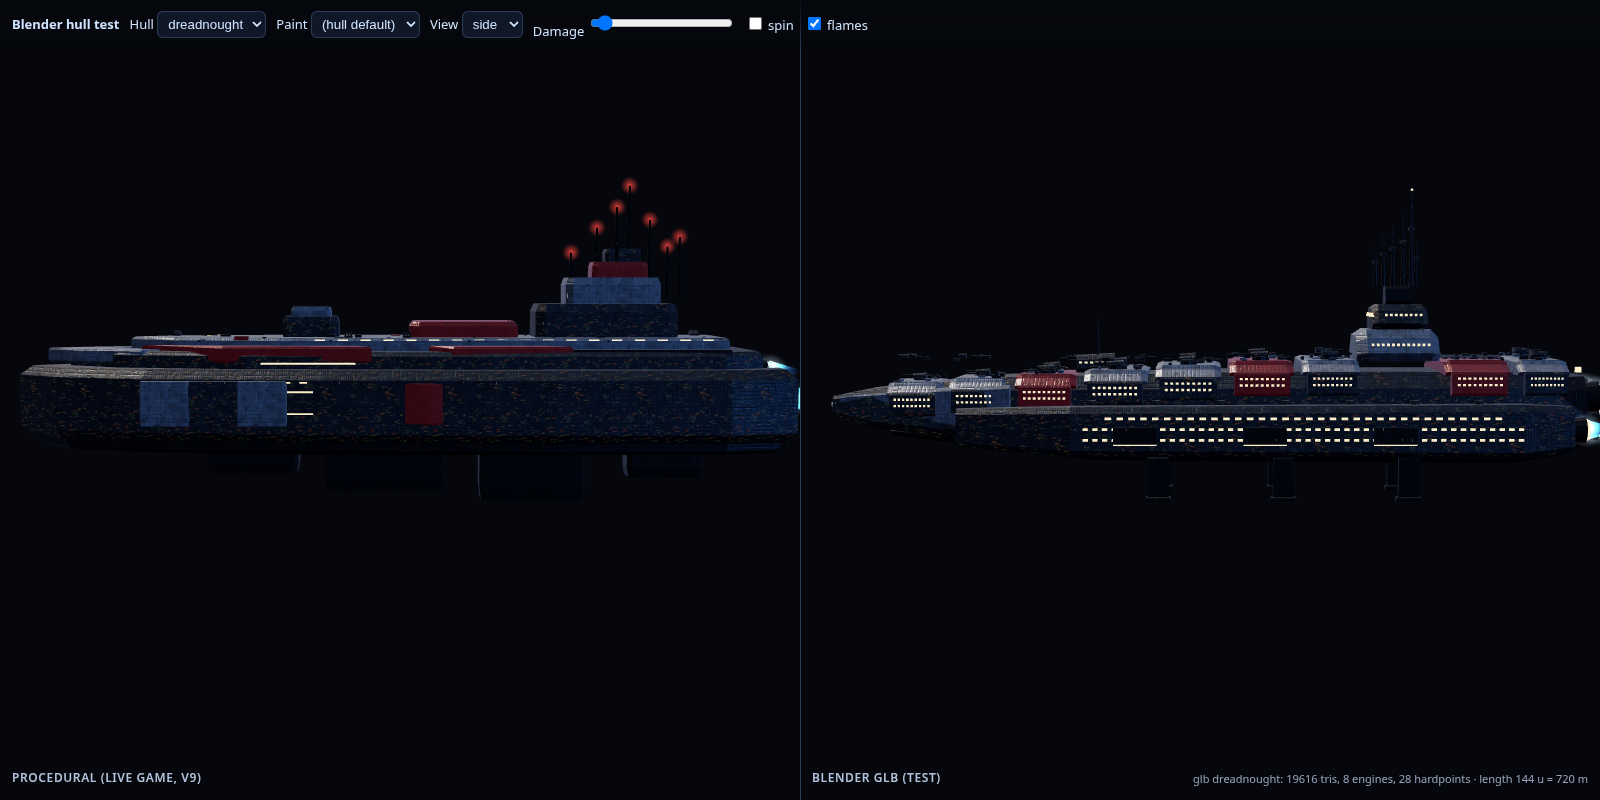 Blender hull test Hull dreadnought Paint (hull default) View side Damage spin flames
PROCEDURAL (LIVE GAME, V9)
BLENDER GLB (TEST)
glb dreadnought: 19616 tris, 8 engines, 28 hardpoints · length 144 u = 720 m